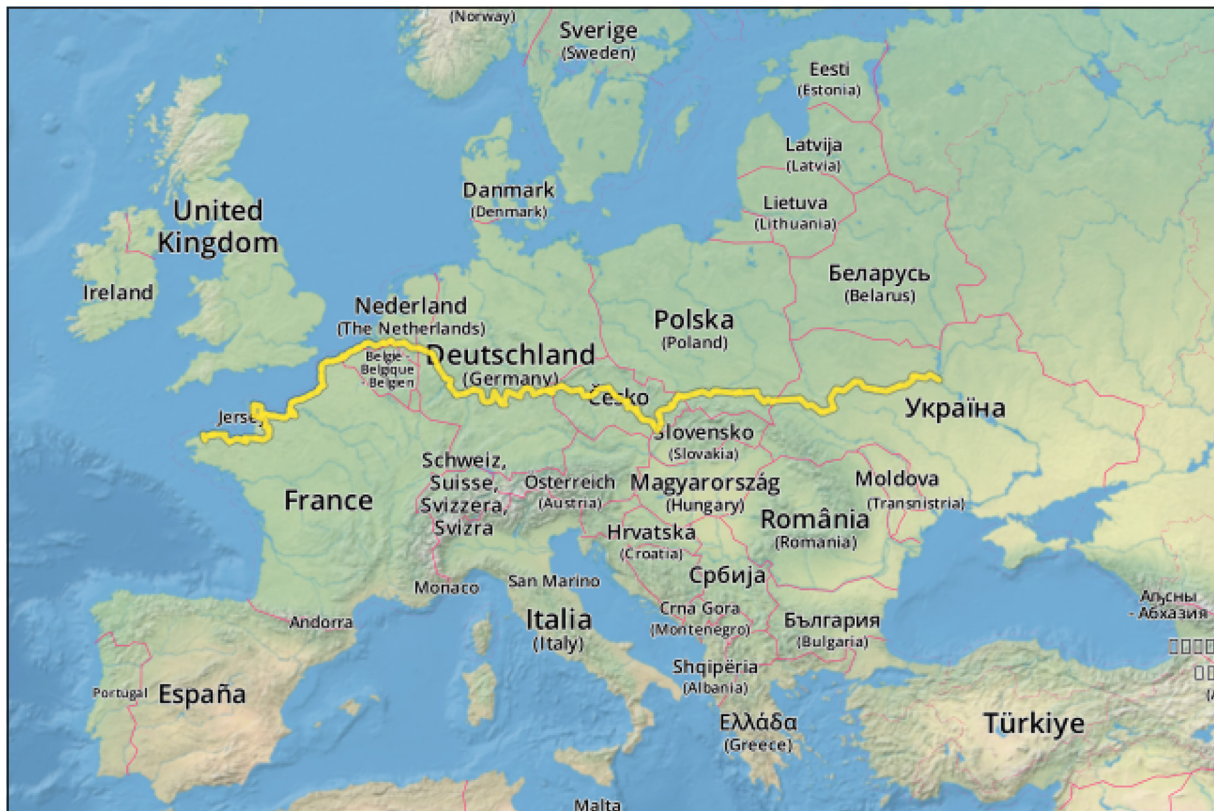 (Norway)
Sverige
(Sweden)
Eesti
(Estonia)
Latvija
(Latvia)
Danmark
(Denmark)
Lietuva
(Lithuania)
United
Kingdom
Беларусь
(Belarus)
Ireland
Nederland
(The Netherlands)
Polska
(Poland)
België -
Belgique
- Belgien
Deutschland
(Germany)
Česko
Україна
Slovensko
(Slovakia)
Schweiz,
Suisse,
Svizzera,
Svizra
France
Österreich
(Austria)
Magyarország
(Hungary)
Moldova
(Transnistria)
România
(Romania)
Hrvatska
(Croatia)
San Marino
Monaco
Србија
Andorra
Italia
(Italy)
Crna Gora
(Montenegro)
България
(Bulgaria)
Аҧсны
- Абхазия
Portugal
España
Shqipëria
(Albania)
Ελλάδα
(Greece)
Türkiye
Malta